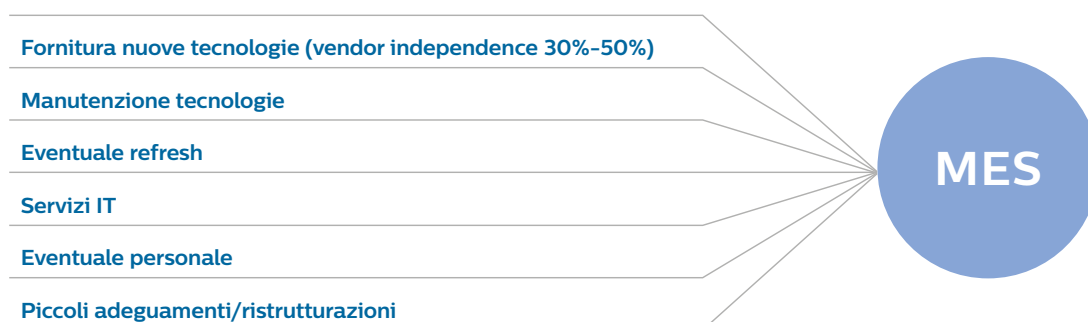 Fornitura nuove tecnologie (vendor independence 30%-50%)
Manutenzione tecnologie
Eventuale refresh
Servizi IT
Eventuale personale
Piccoli adeguamenti/ristrutturazioni
MES